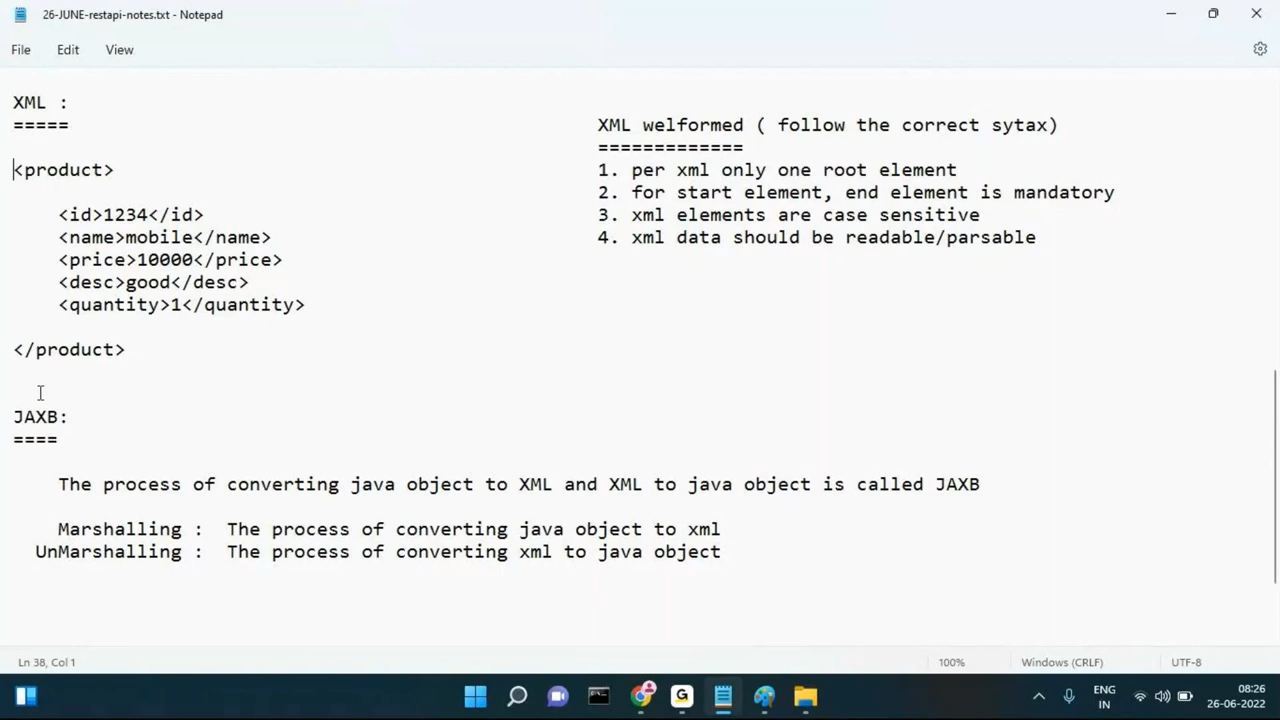 26-JUNE-restapi-notes.txt - Notepad
File Edit View
XML :
=====
<product>
<id>1234</id>
<name>mobile</name>
<price>10000</price>
<desc>good</desc>
<quantity>1</quantity>
</product>
XML welformed ( follow the correct sytax)
=============
1. per xml only one root element
2. for start element, end element is mandatory
3. xml elements are case sensitive
4. xml data should be readable/parsable
JAXB:
====
The process of converting java object to XML and XML to java object is called JAXB
Marshalling : The process of converting java object to xml
UnMarshalling : The process of converting xml to java object
Ln 38, Col 1 100% Windows (CRLF) UTF-8
ENG
IN
08:26
26-06-2022